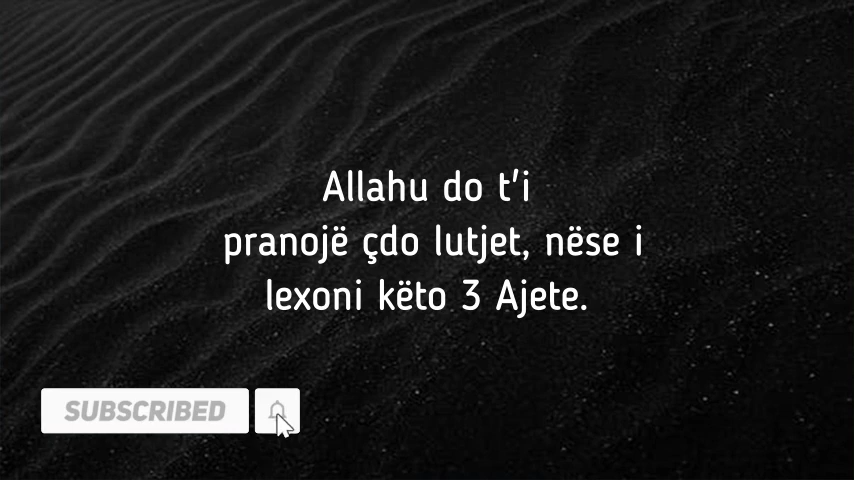 Allahu do t'i
pranojë çdo lutjet, nëse i
lexoni këto 3 Ajete.
SUBSCRIBED